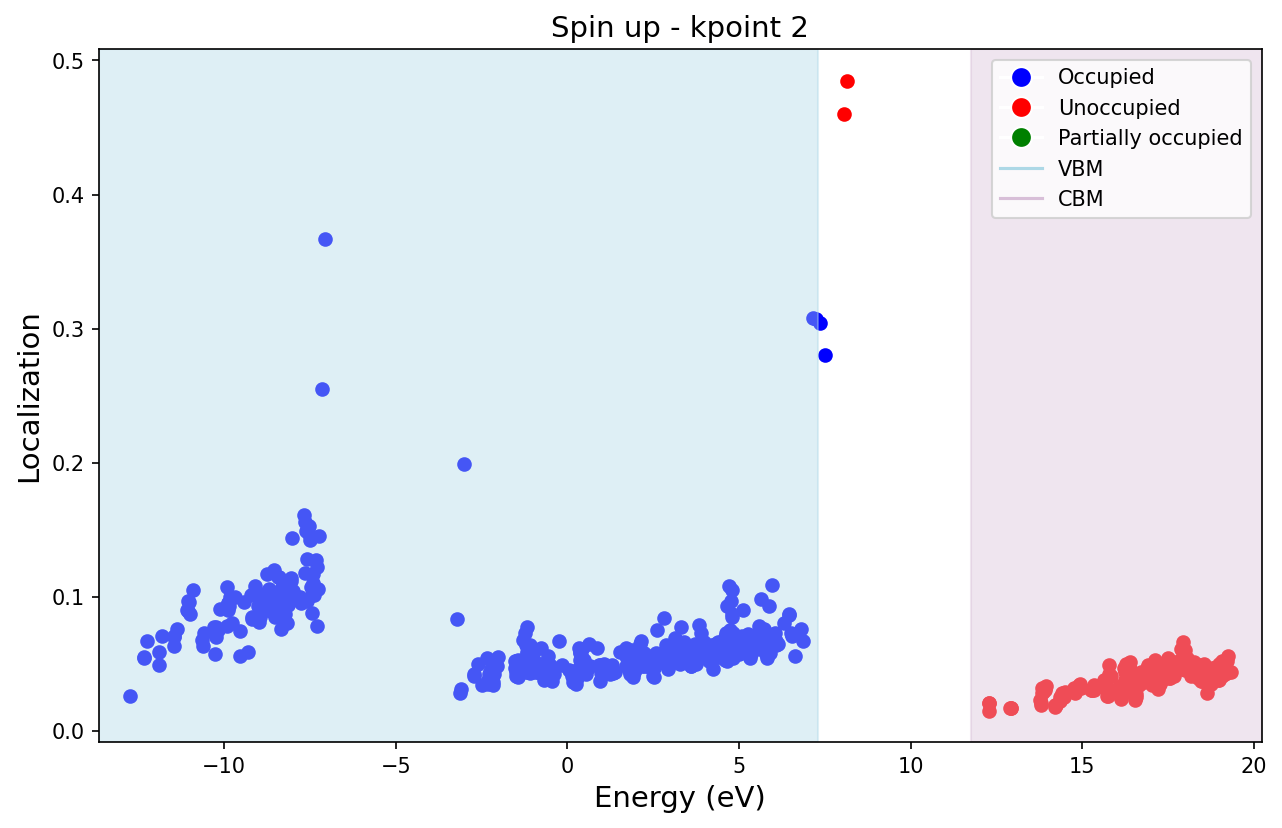 Spin up - kpoint 2
Localization
0.5
0.4
0.3
0.2
0.1
0.0
Occupied
Unoccupied
Partially occupied
VBM
CBM
−10 −5 0 5 10 15 20
Energy (eV)